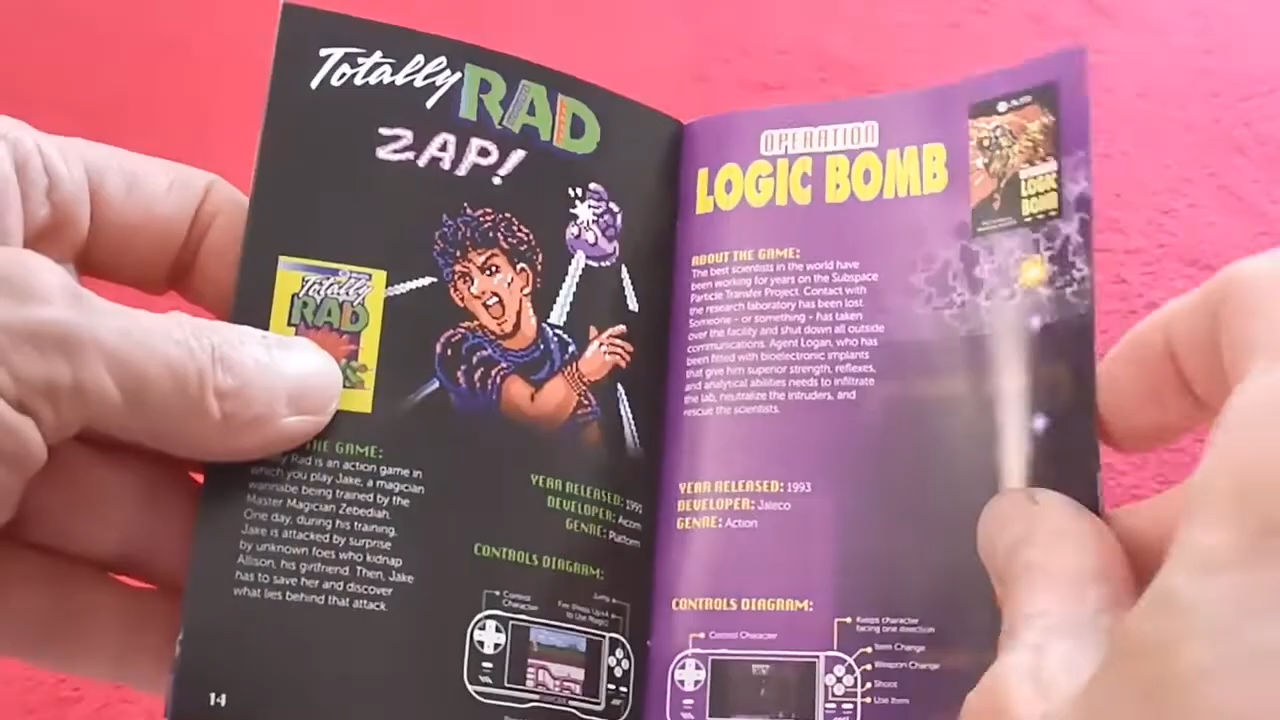 Totally RAD
ZAP!
Totally
RAD
THE GAME:
Rad is an action game in
which you play Jake, a magician
wannabe being trained by the
Master Magician Zebediah.
One day, during his training,
Jake is attacked by surprise
by unknown foes who kidnap
Allison, his girlfriend. Then, Jake
has to save her and discover
what lies behind that attack.
YEAR RELEASED:
DEVELOPER:
GENRE: Platform
CONTROLS DIAGRAM:
Control
Character
Jump
to Use Magic
14
OPERATION
LOGIC BOMB
LOGIC
BOMB
ABOUT THE GAME:
The best scientists in the world have
been working for years on the Subspace
Particle Transfer Project. Contact with
the research laboratory has been lost.
Someone - or something - has taken
over the facility and shut down all outside
communications. Agent Logan, who has
been fitted with bioelectronic implants
that give him superior strength, reflexes,
and analytical abilities needs to infiltrate
the lab, neutralize the intruders, and
rescue the scientists.
YEAR RELEASED: 1993
DEVELOPER: Jaleco
GENRE: Action
CONTROLS DIAGRAM:
Control Character
Keeps character
facing one direction
Item Change
Weapon Change
Shoot
Use Item